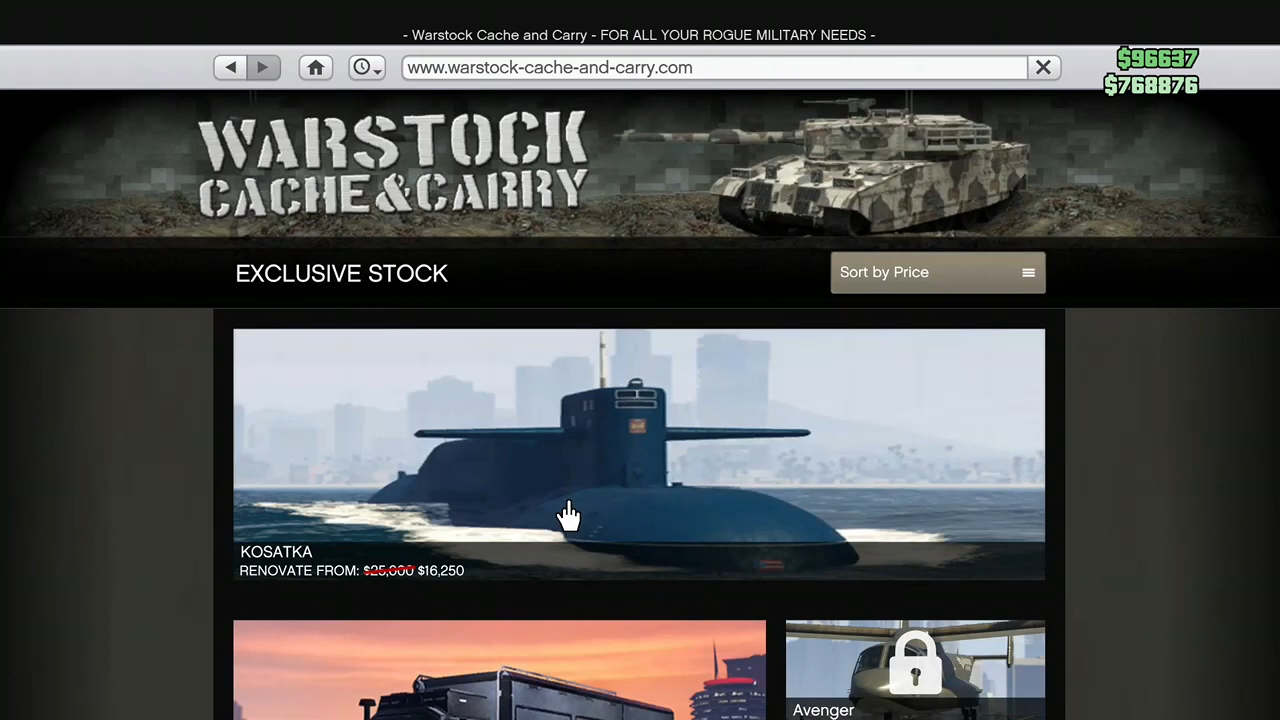 - Warstock Cache and Carry - FOR ALL YOUR ROGUE MILITARY NEEDS -
www.warstock-cache-and-carry.com
$96637
$768876
WARSTOCK
CACHE & CARRY
EXCLUSIVE STOCK
Sort by Price
KOSATKA
RENOVATE FROM: $25,000 $16,250
Avenger